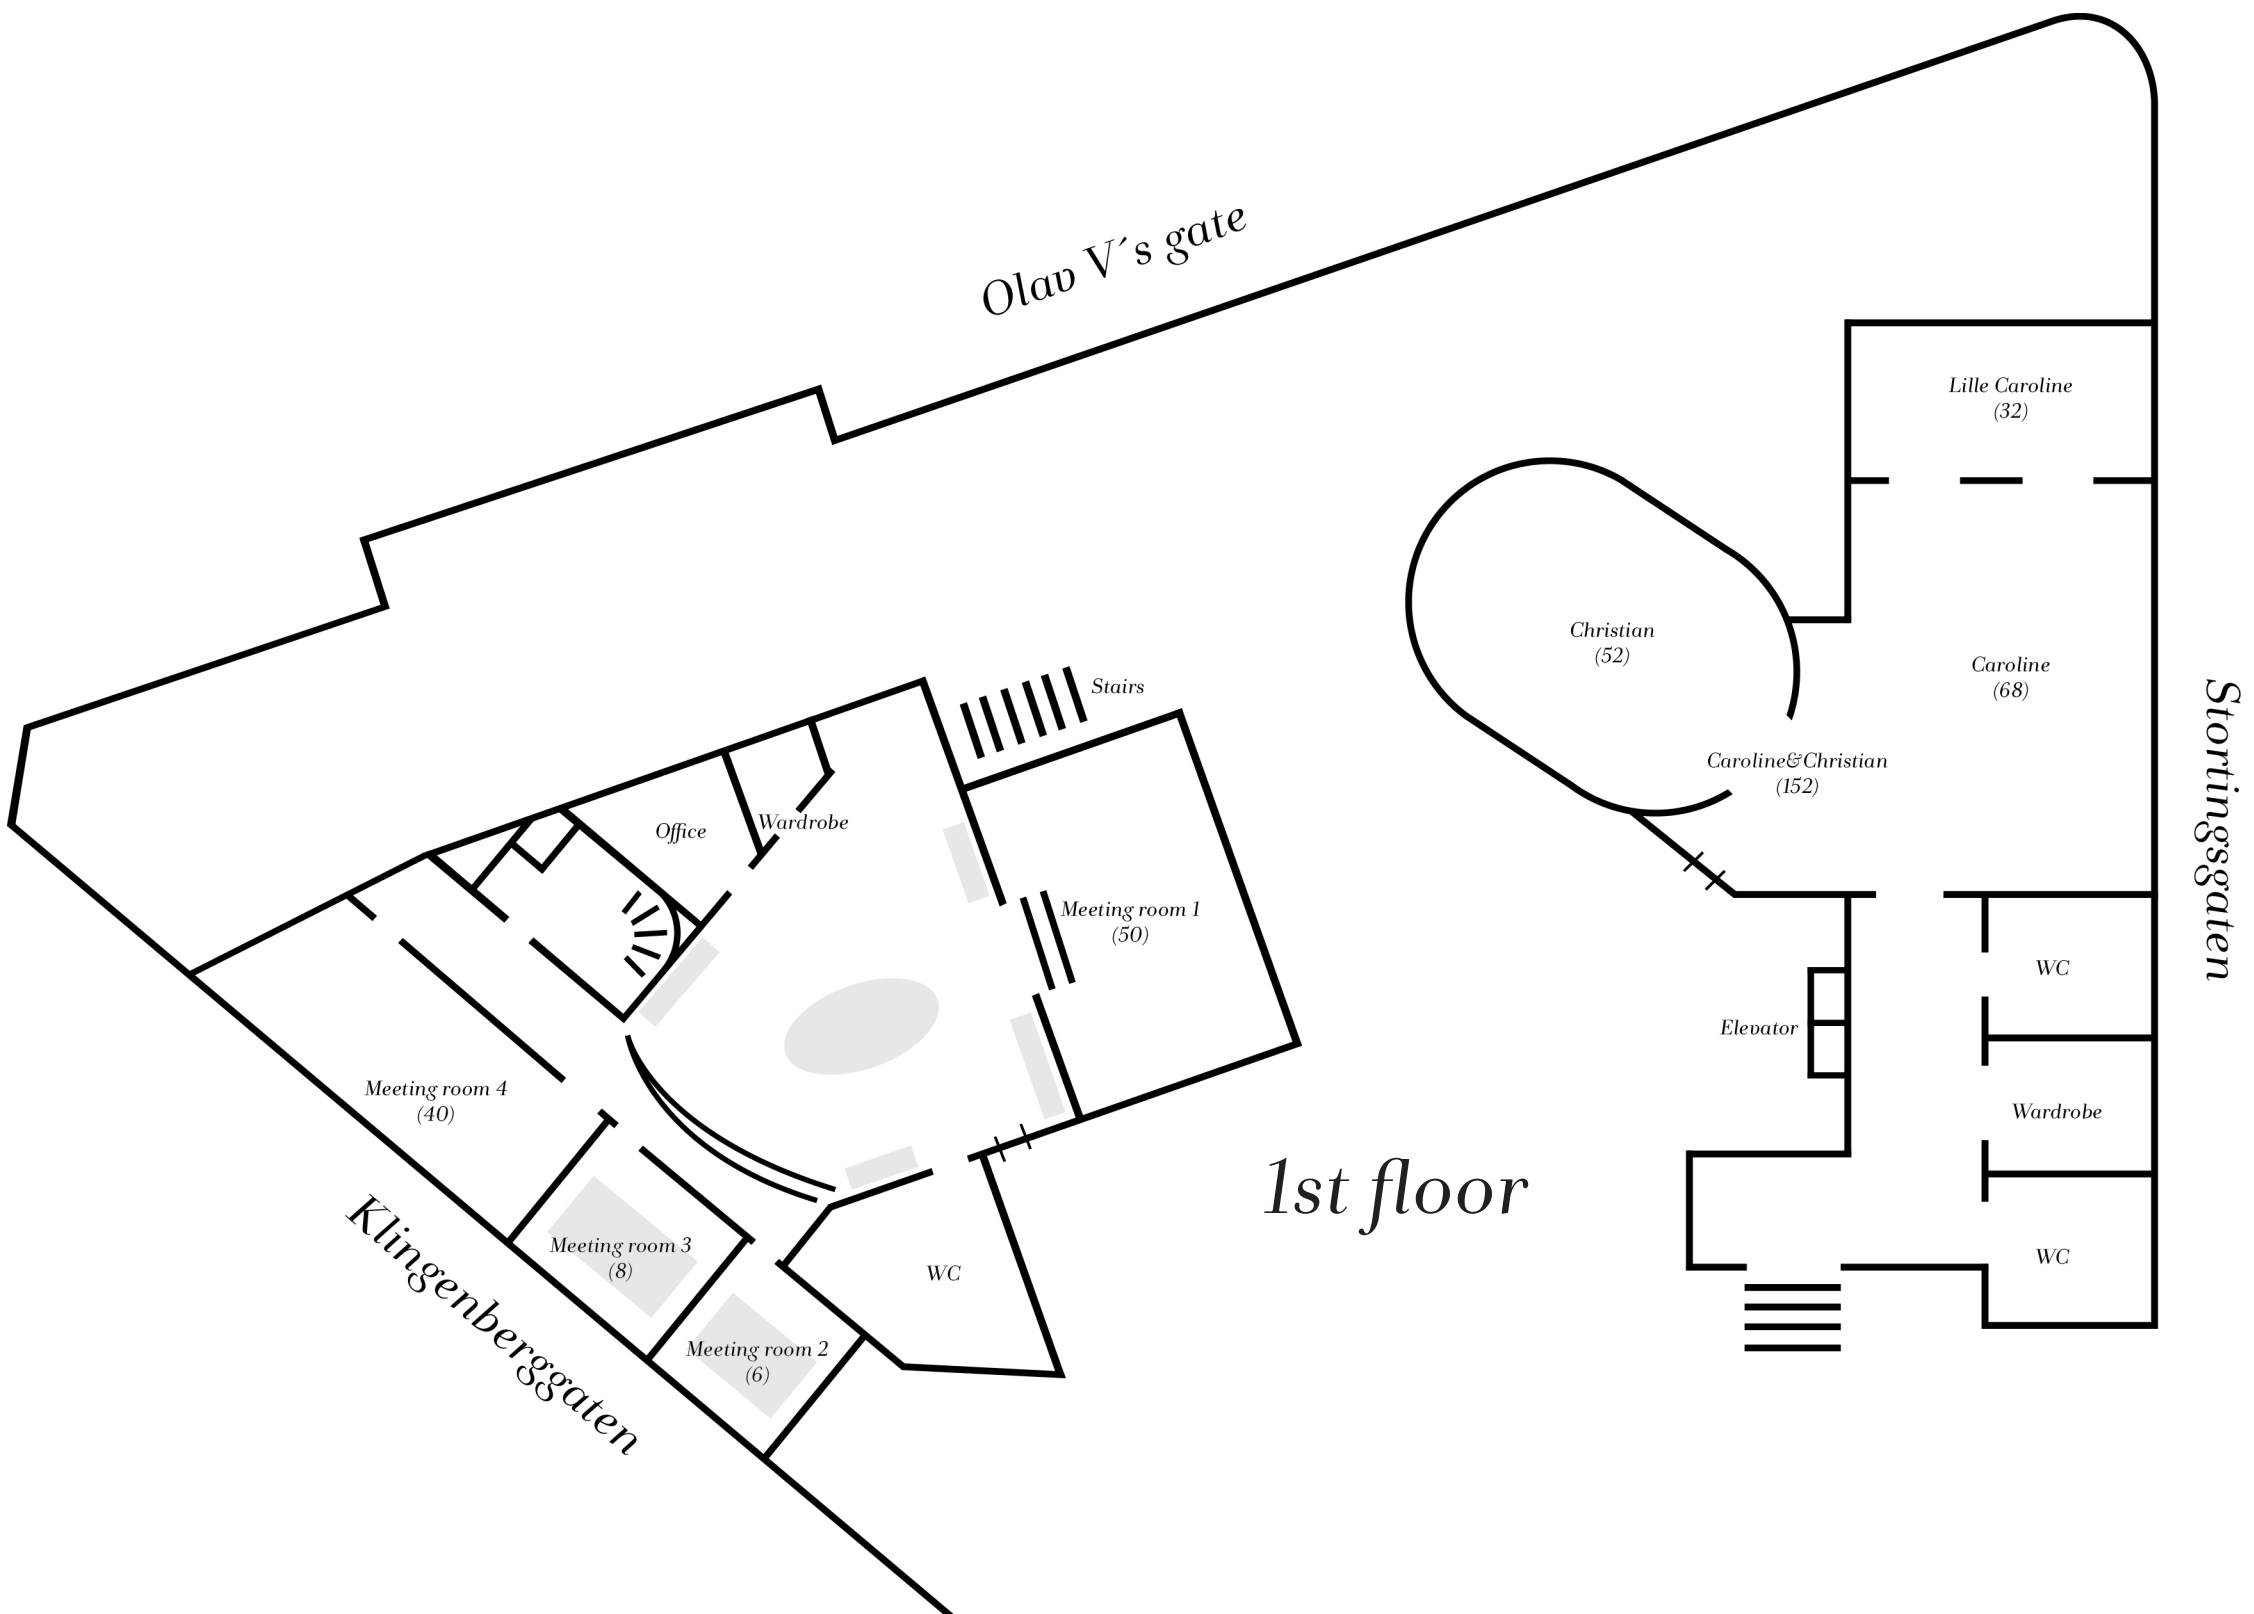 Olav V´s gate
Lille Caroline
(32)
Christian
(52)
Caroline
(68)
Stairs
Caroline&Christian
(152)
Stortingsgaten
Office
Wardrobe
Meeting room 1
(50)
WC
Elevator
Meeting room 4
(40)
Wardrobe
1st floor
Klingenberggaten
Meeting room 3
(8)
WC
WC
Meeting room 2
(6)